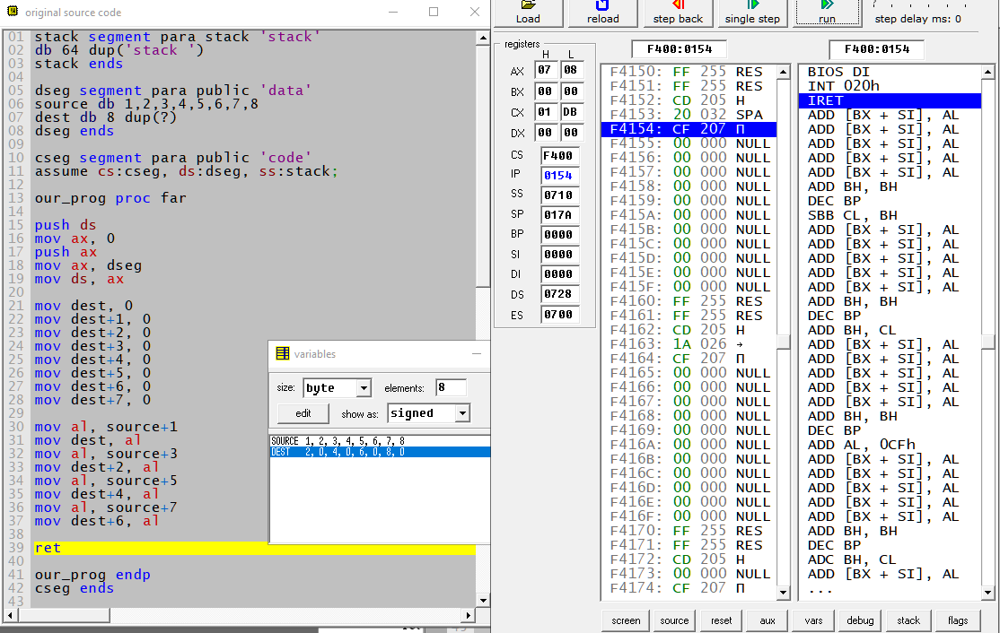 original source code
01 stack segment para stack 'stack'
02 db 64 dup('stack ')
03 stack ends
04
05 dseg segment para public 'data'
06 source db 1,2,3,4,5,6,7,8
07 dest db 8 dup(?)
08 dseg ends
09
10 cseg segment para public 'code'
11 assume cs:cseg, ds:dseg, ss:stack;
12
13 our_prog proc far
14
15 push ds
16 mov ax, 0
17 push ax
18 mov ax, dseg
19 mov ds, ax
20
21 mov dest, 0
22 mov dest+1, 0
23 mov dest+2, 0
24 mov dest+3, 0
25 mov dest+4, 0
26 mov dest+5, 0
27 mov dest+6, 0
28 mov dest+7, 0
29
30 mov al, source+1
31 mov dest, al
32 mov al, source+3
33 mov dest+2, al
34 mov al, source+5
35 mov dest+4, al
36 mov al, source+7
37 mov dest+6, al
38
39 ret
40
41 our_prog endp
42 cseg ends
43
variables
size: byte elements: 8
edit show as: signed
SOURCE 1, 2, 3, 4, 5, 6, 7, 8
DEST 2, 0, 4, 0, 6, 0, 8, 0
Load reload step back single step run step delay ms: 0
registers
H L
AX 07 08
BX 00 00
CX 01 DB
DX 00 00
CS F400
IP 0154
SS 0710
SP 017A
BP 0000
SI 0000
DI 0000
DS 0728
ES 0700
F400:0154
F4150: FF 255 RES
F4151: FF 255 RES
F4152: CD 205 H
F4153: 20 032 SPA
F4154: CF 207 П
F4155: 00 000 NULL
F4156: 00 000 NULL
F4157: 00 000 NULL
F4158: 00 000 NULL
F4159: 00 000 NULL
F415A: 00 000 NULL
F415B: 00 000 NULL
F415C: 00 000 NULL
F415D: 00 000 NULL
F415E: 00 000 NULL
F415F: 00 000 NULL
F4160: FF 255 RES
F4161: FF 255 RES
F4162: CD 205 H
F4163: 1A 026 →
F4164: CF 207 П
F4165: 00 000 NULL
F4166: 00 000 NULL
F4167: 00 000 NULL
F4168: 00 000 NULL
F4169: 00 000 NULL
F416A: 00 000 NULL
F416B: 00 000 NULL
F416C: 00 000 NULL
F416D: 00 000 NULL
F416E: 00 000 NULL
F416F: 00 000 NULL
F4170: FF 255 RES
F4171: FF 255 RES
F4172: CD 205 H
F4173: 00 000 NULL
F4174: CF 207 П
F400:0154
BIOS DI
INT 020h
IRET
ADD [BX + SI], AL
ADD [BX + SI], AL
ADD [BX + SI], AL
ADD [BX + SI], AL
ADD [BX + SI], AL
ADD BH, BH
DEC BP
SBB CL, BH
ADD [BX + SI], AL
ADD [BX + SI], AL
ADD [BX + SI], AL
ADD [BX + SI], AL
ADD [BX + SI], AL
ADD BH, BH
DEC BP
ADD BH, CL
ADD [BX + SI], AL
ADD [BX + SI], AL
ADD [BX + SI], AL
ADD [BX + SI], AL
ADD [BX + SI], AL
ADD BH, BH
DEC BP
ADD AL, 0CFh
ADD [BX + SI], AL
ADD [BX + SI], AL
ADD [BX + SI], AL
ADD [BX + SI], AL
ADD [BX + SI], AL
ADD BH, BH
DEC BP
ADC BH, CL
ADD [BX + SI], AL
...
screen source reset aux vars debug stack flags